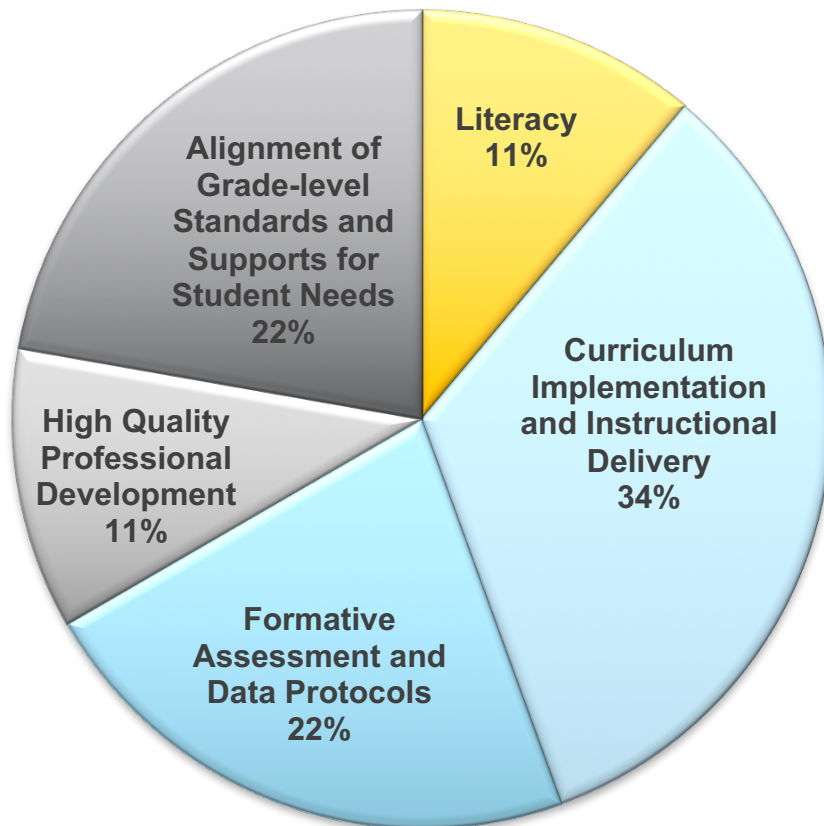 Literacy
11%
Alignment of
Grade-level
Standards and
Supports for
Student Needs
22%
Curriculum
Implementation
and Instructional
Delivery
34%
High Quality
Professional
Development
11%
Formative
Assessment and
Data Protocols
22%